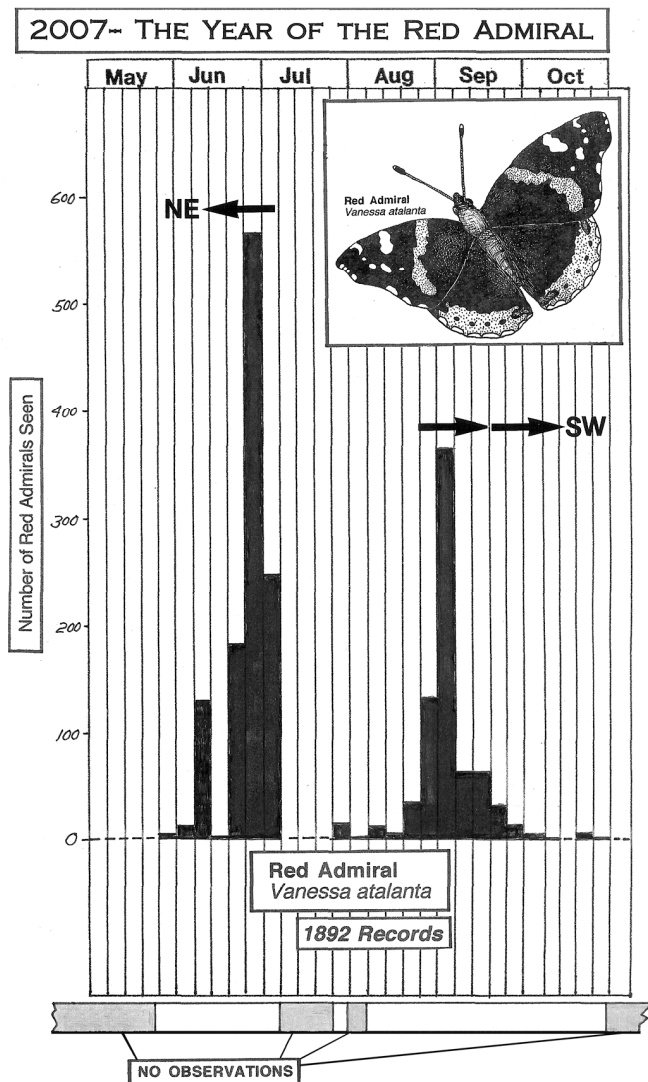 2007- THE YEAR OF THE RED ADMIRAL
May Jun Jul Aug Sep Oct
Red Admiral
Vanessa atalanta
600
NE
500
400
SW
300
200
100
0
Number of Red Admirals Seen
Red Admiral
Vanessa atalanta
1892 Records
NO OBSERVATIONS